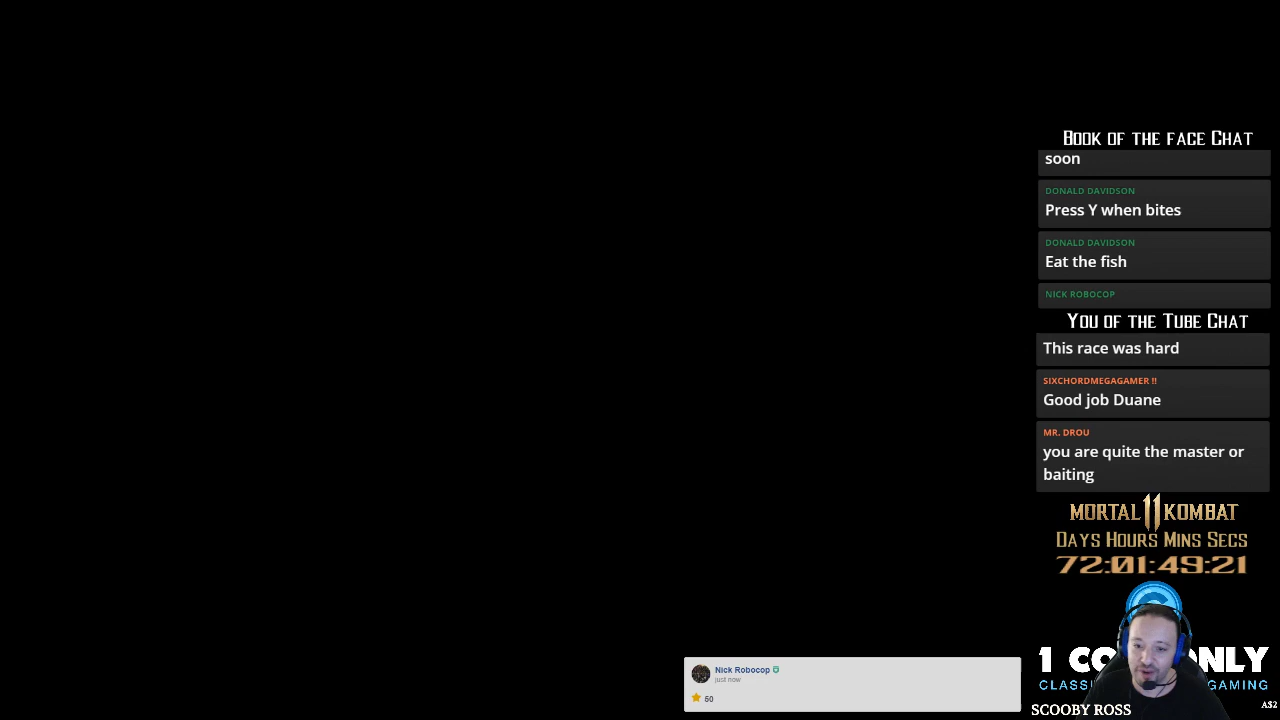 BOOK OF THE FACE CHAT
soon
DONALD DAVIDSON
Press Y when bites
DONALD DAVIDSON
Eat the fish
NICK ROBOCOP
YOU OF THE TUBE CHAT
This race was hard
SIXCHORDMEGAGAMER !!
Good job Duane
MR. DROU
you are quite the master or
baiting
MORTAL 11 KOMBAT
DAYS HOURS MINS SECS
72:01:49:21
1 CO NLY
CLASSI GAMING
SCOOBY ROSS
A$2
Nick Robocop
just now
60